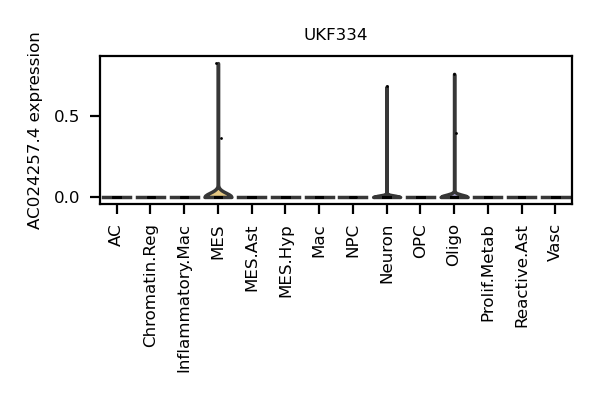 UKF334
AC024257.4 expression
0.5
0.0
AC
Chromatin.Reg
Inflammatory.Mac
MES
MES.Ast
MES.Hyp
Mac
NPC
Neuron
OPC
Oligo
Prolif.Metab
Reactive.Ast
Vasc